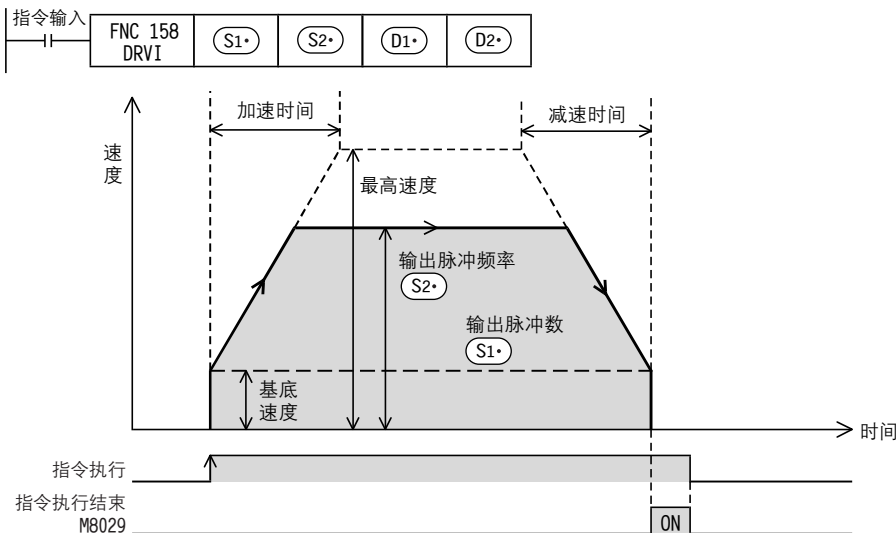 指令输入
FNC 158
DRVI
S1•
S2•
D1•
D2•
加速时间
减速时间
速度
最高速度
输出脉冲频率
S2•
输出脉冲数
S1•
基底
速度
时间
指令执行
指令执行结束
M8029
ON